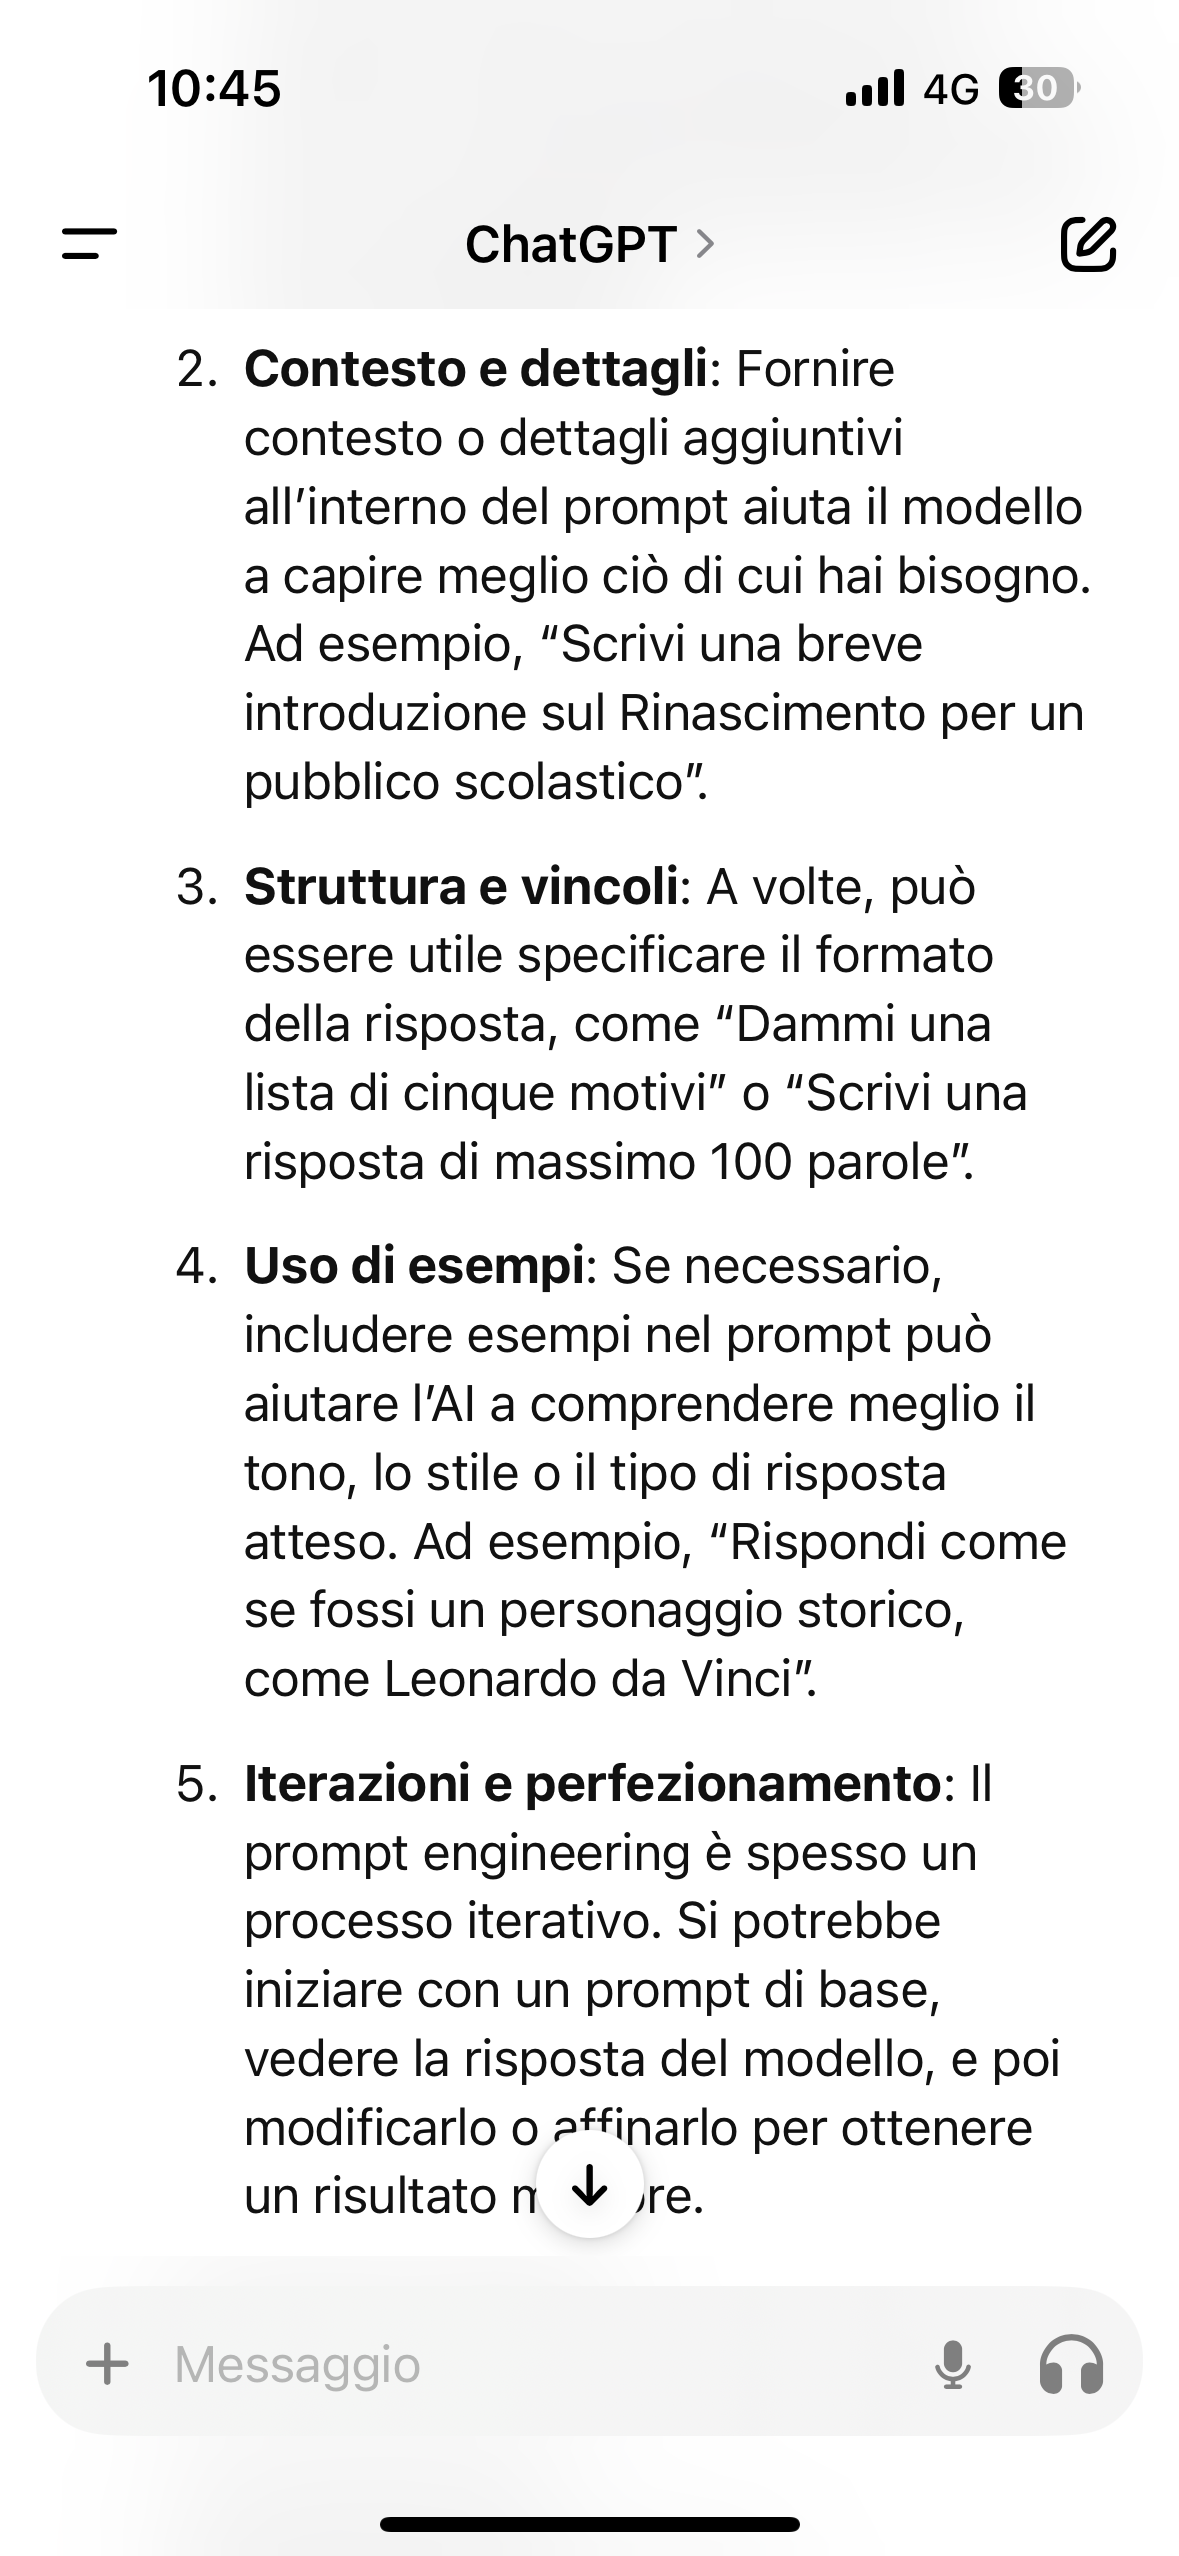 10:45
4G 30
ChatGPT
2. Contesto e dettagli: Fornire
contesto o dettagli aggiuntivi
all’interno del prompt aiuta il modello
a capire meglio ciò di cui hai bisogno.
Ad esempio, “Scrivi una breve
introduzione sul Rinascimento per un
pubblico scolastico”.
3. Struttura e vincoli: A volte, può
essere utile specificare il formato
della risposta, come “Dammi una
lista di cinque motivi” o “Scrivi una
risposta di massimo 100 parole”.
4. Uso di esempi: Se necessario,
includere esempi nel prompt può
aiutare l’AI a comprendere meglio il
tono, lo stile o il tipo di risposta
atteso. Ad esempio, “Rispondi come
se fossi un personaggio storico,
come Leonardo da Vinci”.
5. Iterazioni e perfezionamento: Il
prompt engineering è spesso un
processo iterativo. Si potrebbe
iniziare con un prompt di base,
vedere la risposta del modello, e poi
modificarlo o affinarlo per ottenere
un risultato
Messaggio